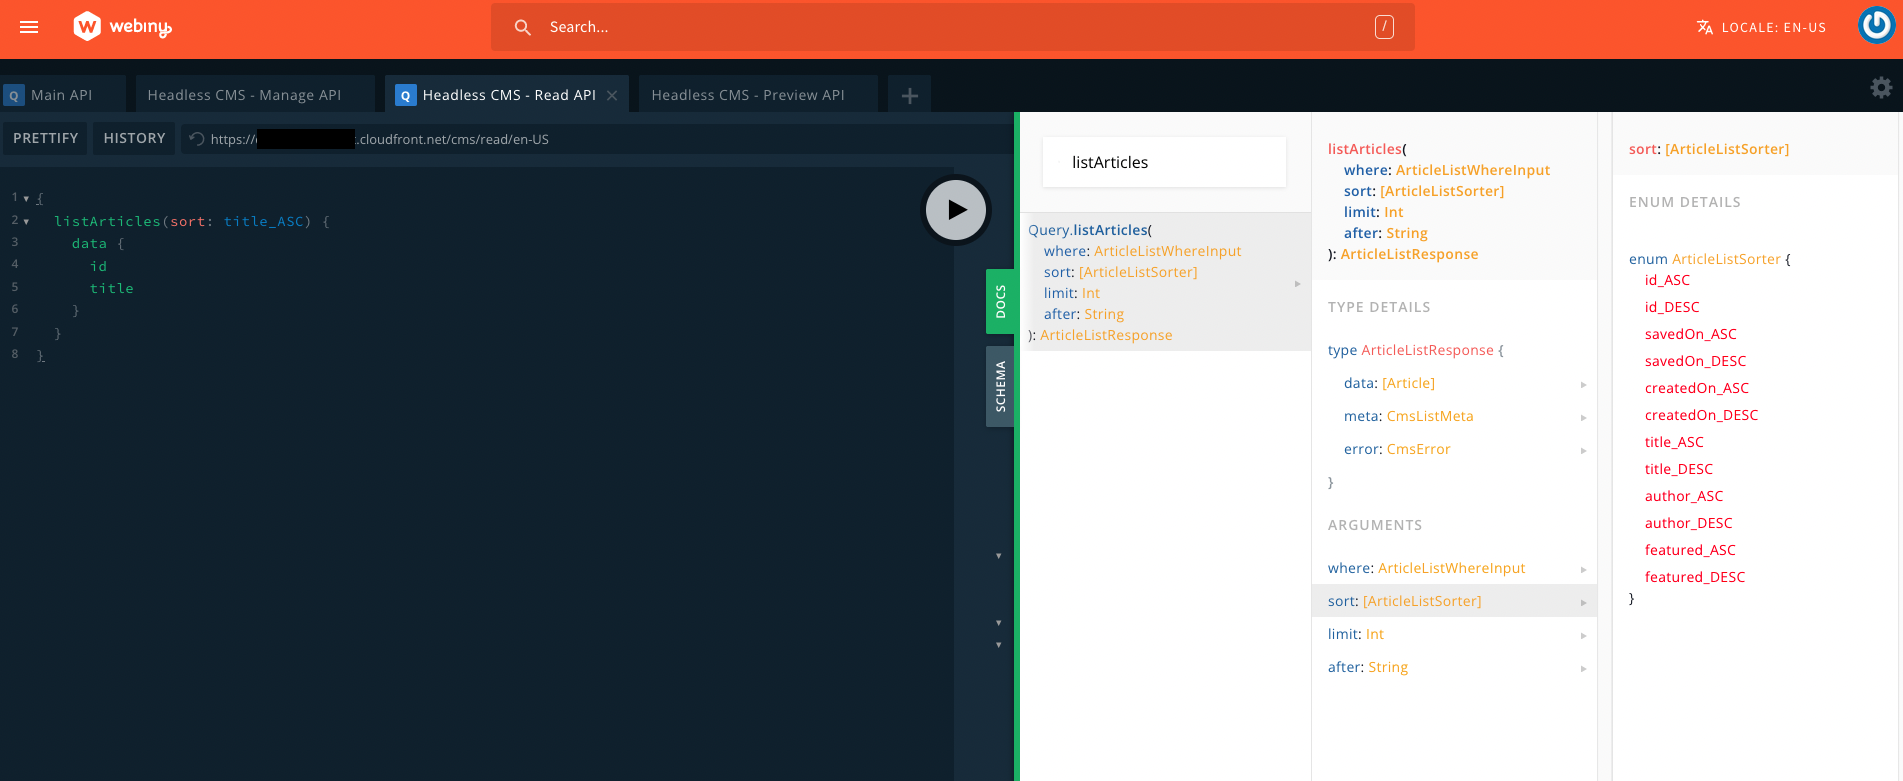 webiny
Search...
/
LOCALE: EN-US
Q Main API
Headless CMS - Manage API
Q Headless CMS - Read API
Headless CMS - Preview API
PRETTIFY
HISTORY
https:// .cloudfront.net/cms/read/en-US
1 {
2 listArticles(sort: title_ASC) {
3 data {
4 id
5 title
6 }
7 }
8 }
DOCS
SCHEMA
listArticles
Query.listArticles(
where: ArticleListWhereInput
sort: [ArticleListSorter]
limit: Int
after: String
): ArticleListResponse
listArticles(
where: ArticleListWhereInput
sort: [ArticleListSorter]
limit: Int
after: String
): ArticleListResponse
TYPE DETAILS
type ArticleListResponse {
data: [Article]
meta: CmsListMeta
error: CmsError
}
ARGUMENTS
where: ArticleListWhereInput
sort: [ArticleListSorter]
limit: Int
after: String
sort: [ArticleListSorter]
ENUM DETAILS
enum ArticleListSorter {
id_ASC
id_DESC
savedOn_ASC
savedOn_DESC
createdOn_ASC
createdOn_DESC
title_ASC
title_DESC
author_ASC
author_DESC
featured_ASC
featured_DESC
}